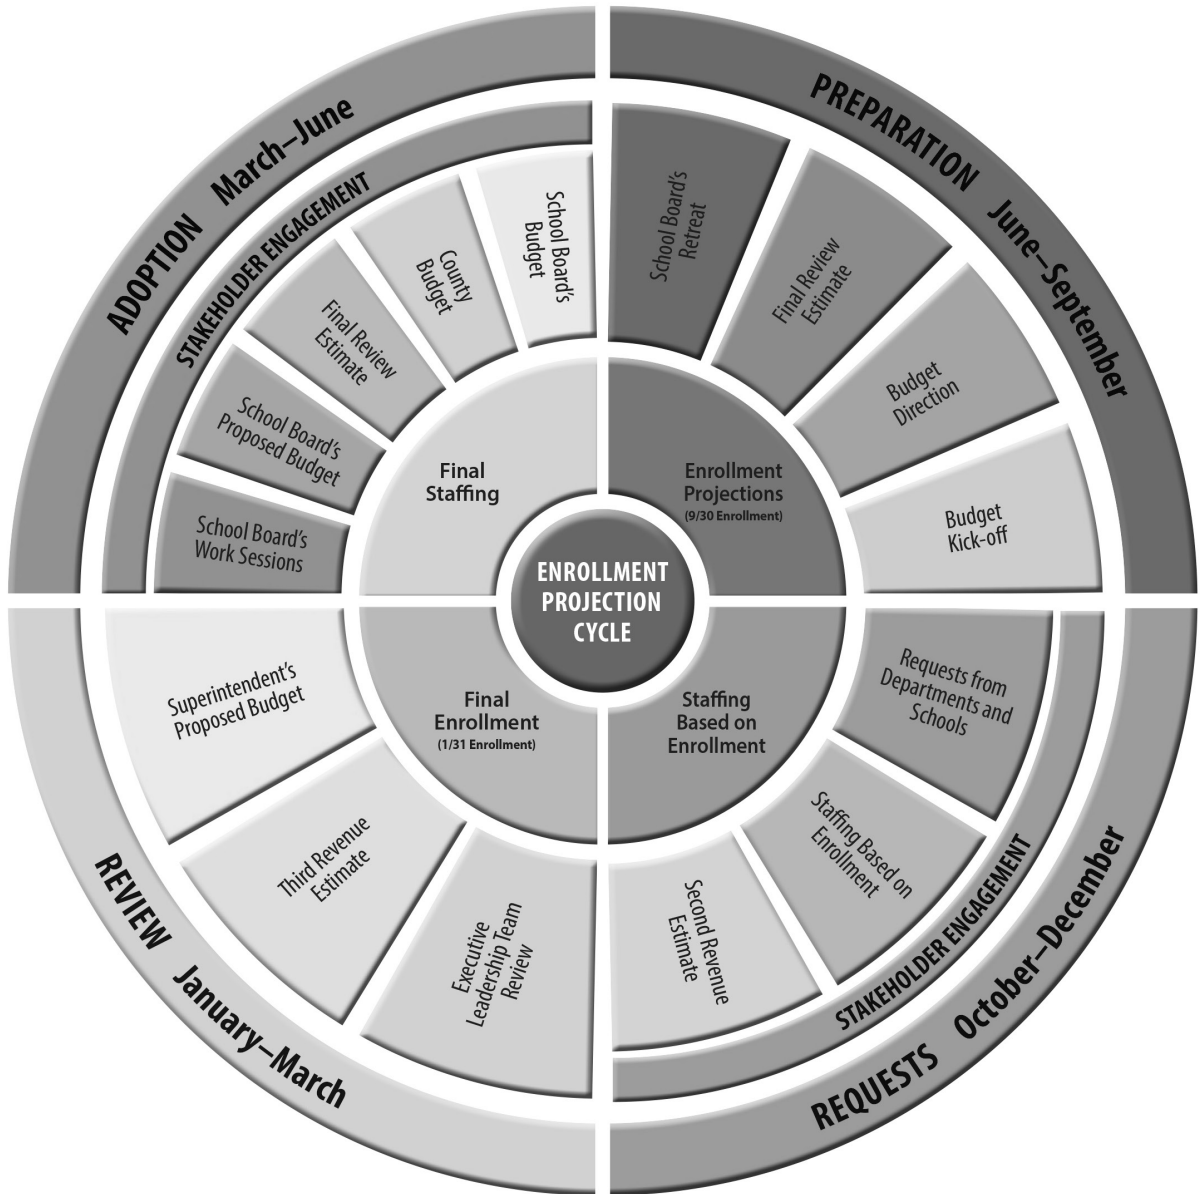 PREPARATION June–September
School Board's
Retreat
Final Review
Estimate
Budget
Direction
Budget
Kick-off
Enrollment
Projections
(9/30 Enrollment)
REQUESTS October–December
STAKEHOLDER ENGAGEMENT
Requests from
Departments and
Schools
Staffing Based on
Enrollment
Second Revenue
Estimate
Staffing
Based on
Enrollment
REVIEW January–March
Executive
Leadership Team
Review
Third Revenue
Estimate
Superintendent's
Proposed Budget
Final
Enrollment
(1/31 Enrollment)
ADOPTION March–June
STAKEHOLDER ENGAGEMENT
School Board's
Work Sessions
School Board's
Proposed Budget
Final Review
Estimate
County
Budget
School Board's
Budget
Final
Staffing
ENROLLMENT
PROJECTION
CYCLE